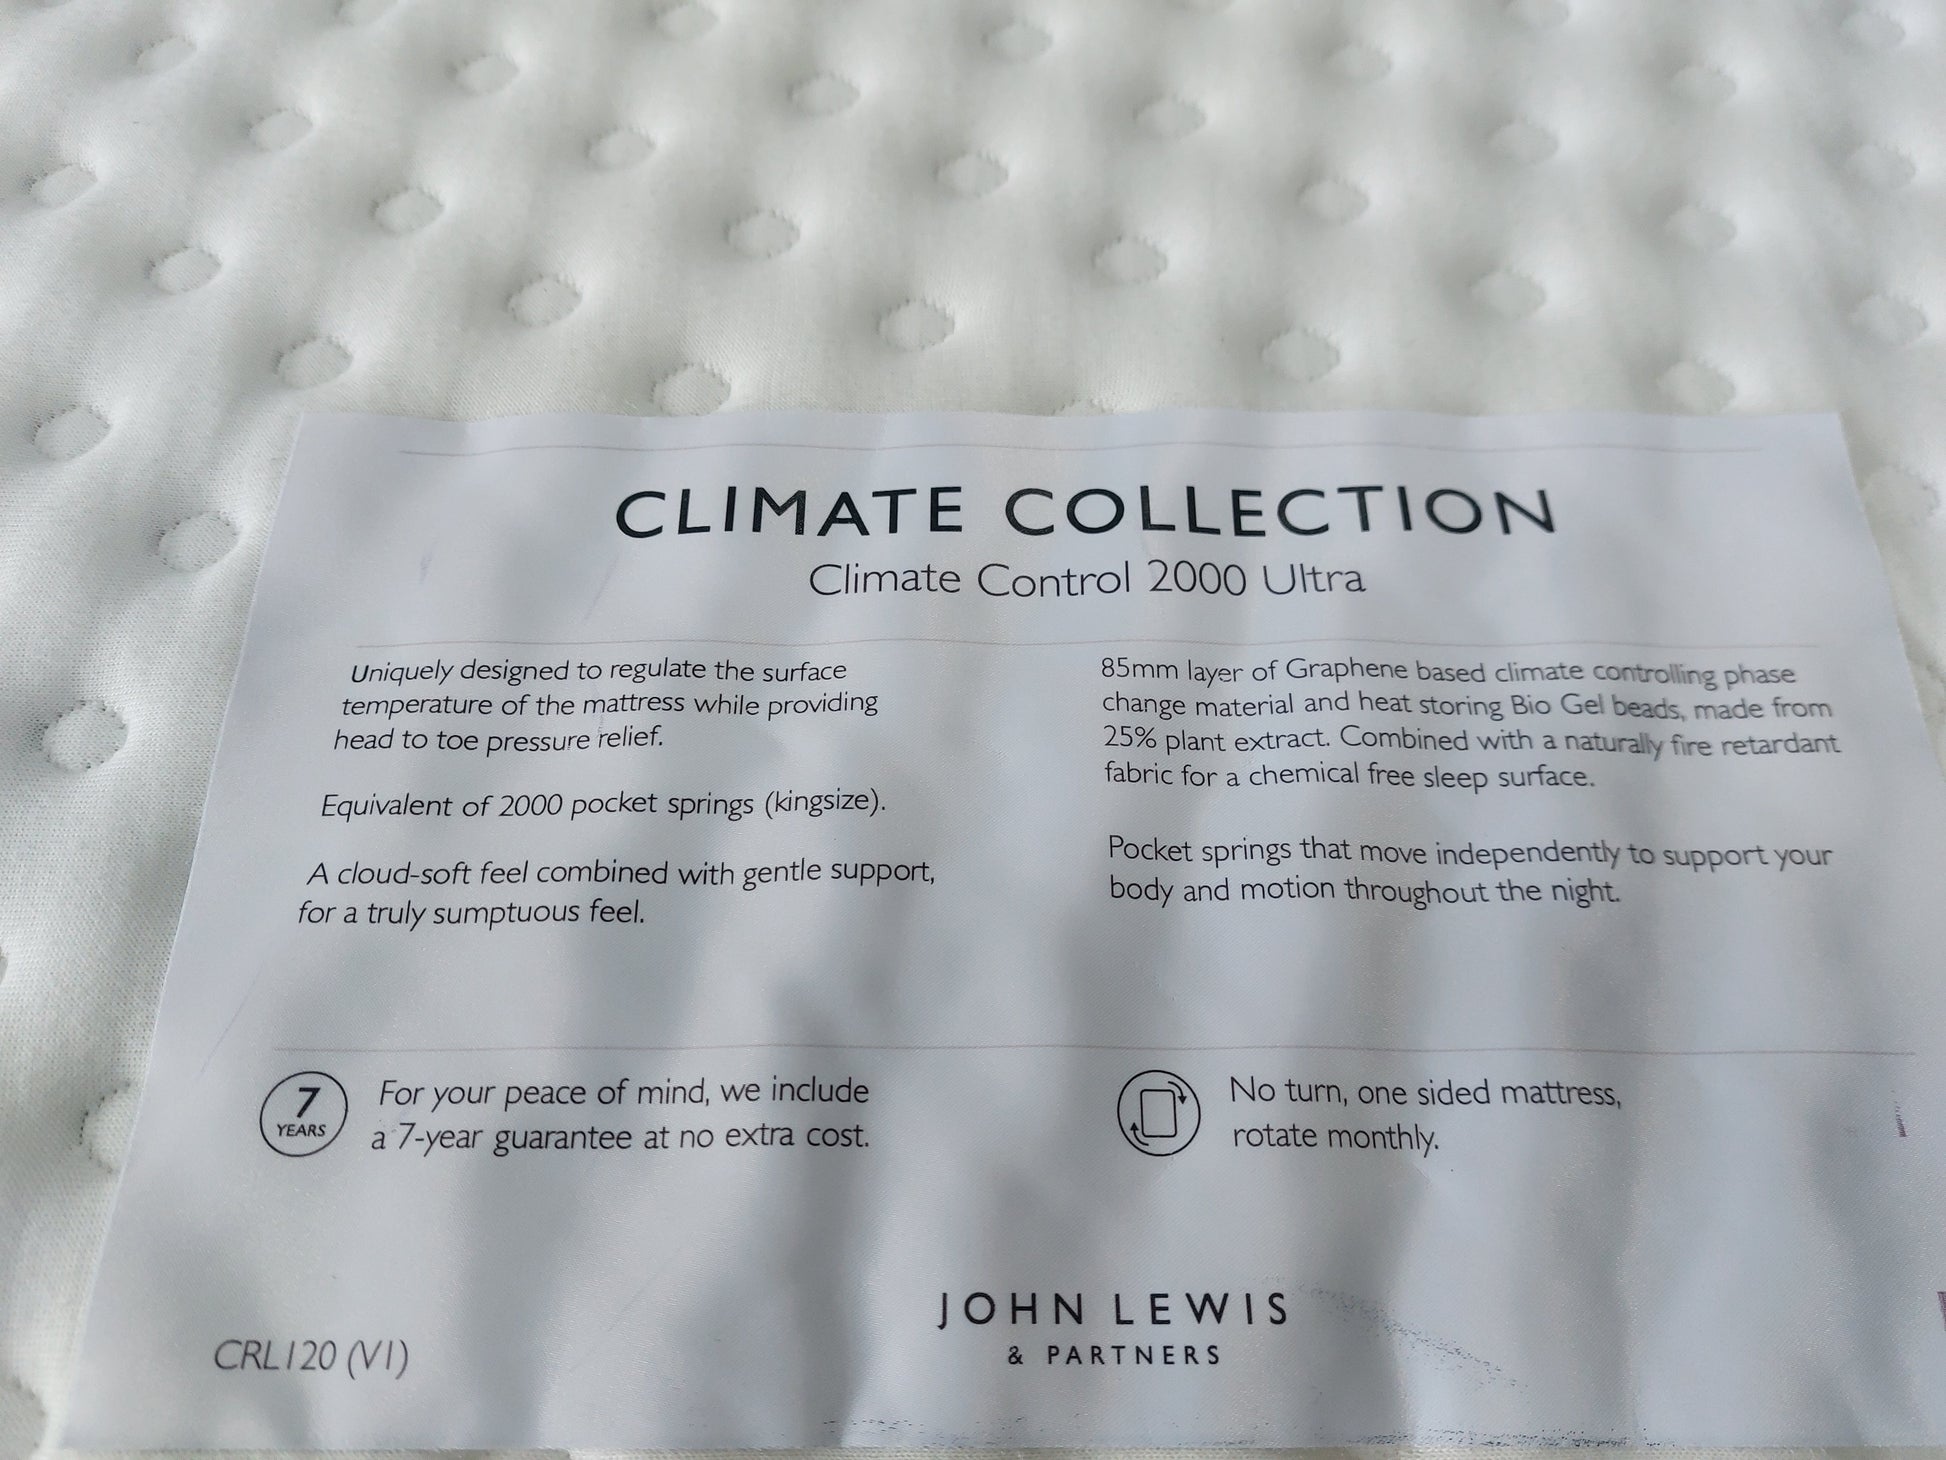 CLIMATE COLLECTION
Climate Control 2000 Ultra
Uniquely designed to regulate the surface
temperature of the mattress while providing
head to toe pressure relief.
Equivalent of 2000 pocket springs (kingsize).
A cloud-soft feel combined with gentle support,
for a truly sumptuous feel.
85mm layer of Graphene based climate controlling phase
change material and heat storing Bio Gel beads, made from
25% plant extract. Combined with a naturally fire retardant
fabric for a chemical free sleep surface.
Pocket springs that move independently to support your
body and motion throughout the night.
7
YEARS
For your peace of mind, we include
a 7-year guarantee at no extra cost.
No turn, one sided mattress,
rotate monthly.
JOHN LEWIS
& PARTNERS
CRL120 (V1)